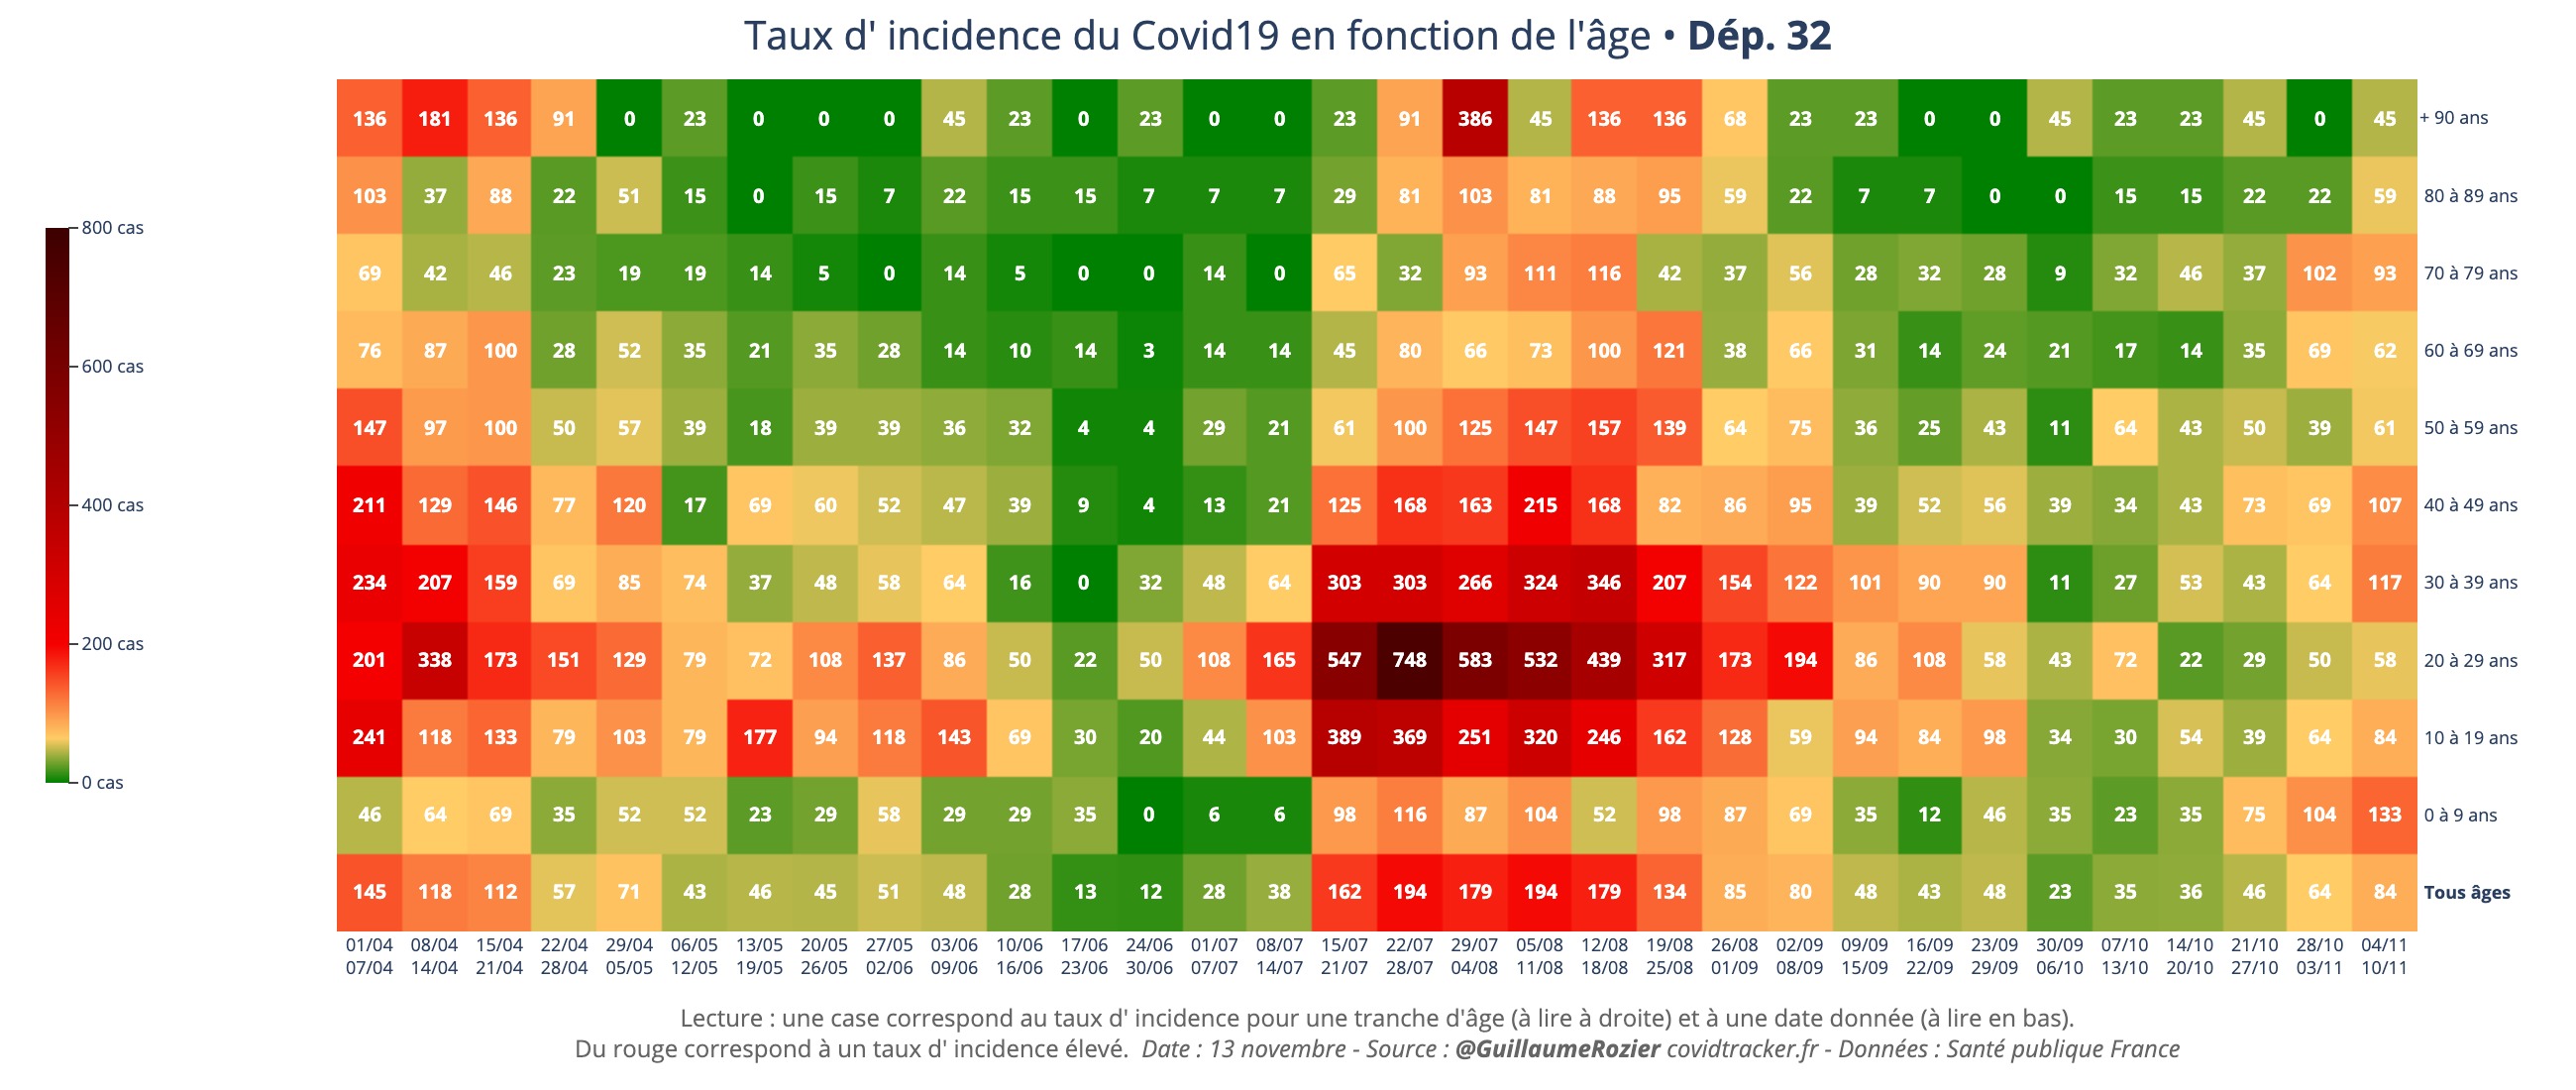 Taux d' incidence du Covid19 en fonction de l'âge • Dép. 32
800 cas
600 cas
400 cas
200 cas
0 cas
136 181 136 91 0 23 0 0 0 45 23 0 23 0 0 23 91 386 45 136 136 68 23 23 0 0 45 23 23 45 0 45 + 90 ans
103 37 88 22 51 15 0 15 7 22 15 15 7 7 7 29 81 103 81 88 95 59 22 7 7 0 0 15 15 22 22 59 80 à 89 ans
69 42 46 23 19 19 14 5 0 14 5 0 0 14 0 65 32 93 111 116 42 37 56 28 32 28 9 32 46 37 102 93 70 à 79 ans
76 87 100 28 52 35 21 35 28 14 10 14 3 14 14 45 80 66 73 100 121 38 66 31 14 24 21 17 14 35 69 62 60 à 69 ans
147 97 100 50 57 39 18 39 39 36 32 4 4 29 21 61 100 125 147 157 139 64 75 36 25 43 11 64 43 50 39 61 50 à 59 ans
211 129 146 77 120 17 69 60 52 47 39 9 4 13 21 125 168 163 215 168 82 86 95 39 52 56 39 34 43 73 69 107 40 à 49 ans
234 207 159 69 85 74 37 48 58 64 16 0 32 48 64 303 303 266 324 346 207 154 122 101 90 90 11 27 53 43 64 117 30 à 39 ans
201 338 173 151 129 79 72 108 137 86 50 22 50 108 165 547 748 583 532 439 317 173 194 86 108 58 43 72 22 29 50 58 20 à 29 ans
241 118 133 79 103 79 177 94 118 143 69 30 20 44 103 389 369 251 320 246 162 128 59 94 84 98 34 30 54 39 64 84 10 à 19 ans
46 64 69 35 52 52 23 29 58 29 29 35 0 6 6 98 116 87 104 52 98 87 69 35 12 46 35 23 35 75 104 133 0 à 9 ans
145 118 112 57 71 43 46 45 51 48 28 13 12 28 38 162 194 179 194 179 134 85 80 48 43 48 23 35 36 46 64 84 Tous âges
01/04 08/04 15/04 22/04 29/04 06/05 13/05 20/05 27/05 03/06 10/06 17/06 24/06 01/07 08/07 15/07 22/07 29/07 05/08 12/08 19/08 26/08 02/09 09/09 16/09 23/09 30/09 07/10 14/10 21/10 28/10 04/11
07/04 14/04 21/04 28/04 05/05 12/05 19/05 26/05 02/06 09/06 16/06 23/06 30/06 07/07 14/07 21/07 28/07 04/08 11/08 18/08 25/08 01/09 08/09 15/09 22/09 29/09 06/10 13/10 20/10 27/10 03/11 10/11
Lecture : une case correspond au taux d' incidence pour une tranche d'âge (à lire à droite) et à une date donnée (à lire en bas).
Du rouge correspond à un taux d' incidence élevé. Date : 13 novembre - Source : @GuillaumeRozier covidtracker.fr - Données : Santé publique France